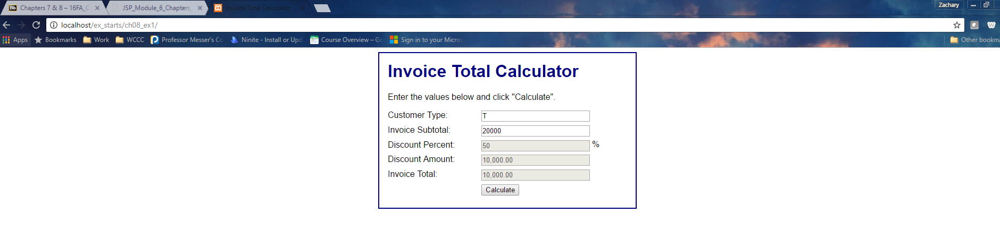 Bb Chapters 7 & 8 – 16FA_C
JSP_Module_6_Chapters_
Invoice Total Calculator
Zachary
localhost/ex_starts/ch08_ex1/
Apps
Bookmarks
Work
WCCC
Professor Messer's Co
Ninite - Install or Upd
Course Overview – Go
Sign in to your Micros
Other bookma
Invoice Total Calculator
Enter the values below and click "Calculate".
Customer Type: T
Invoice Subtotal: 20000
Discount Percent: 50 %
Discount Amount: 10,000.00
Invoice Total: 10,000.00
Calculate